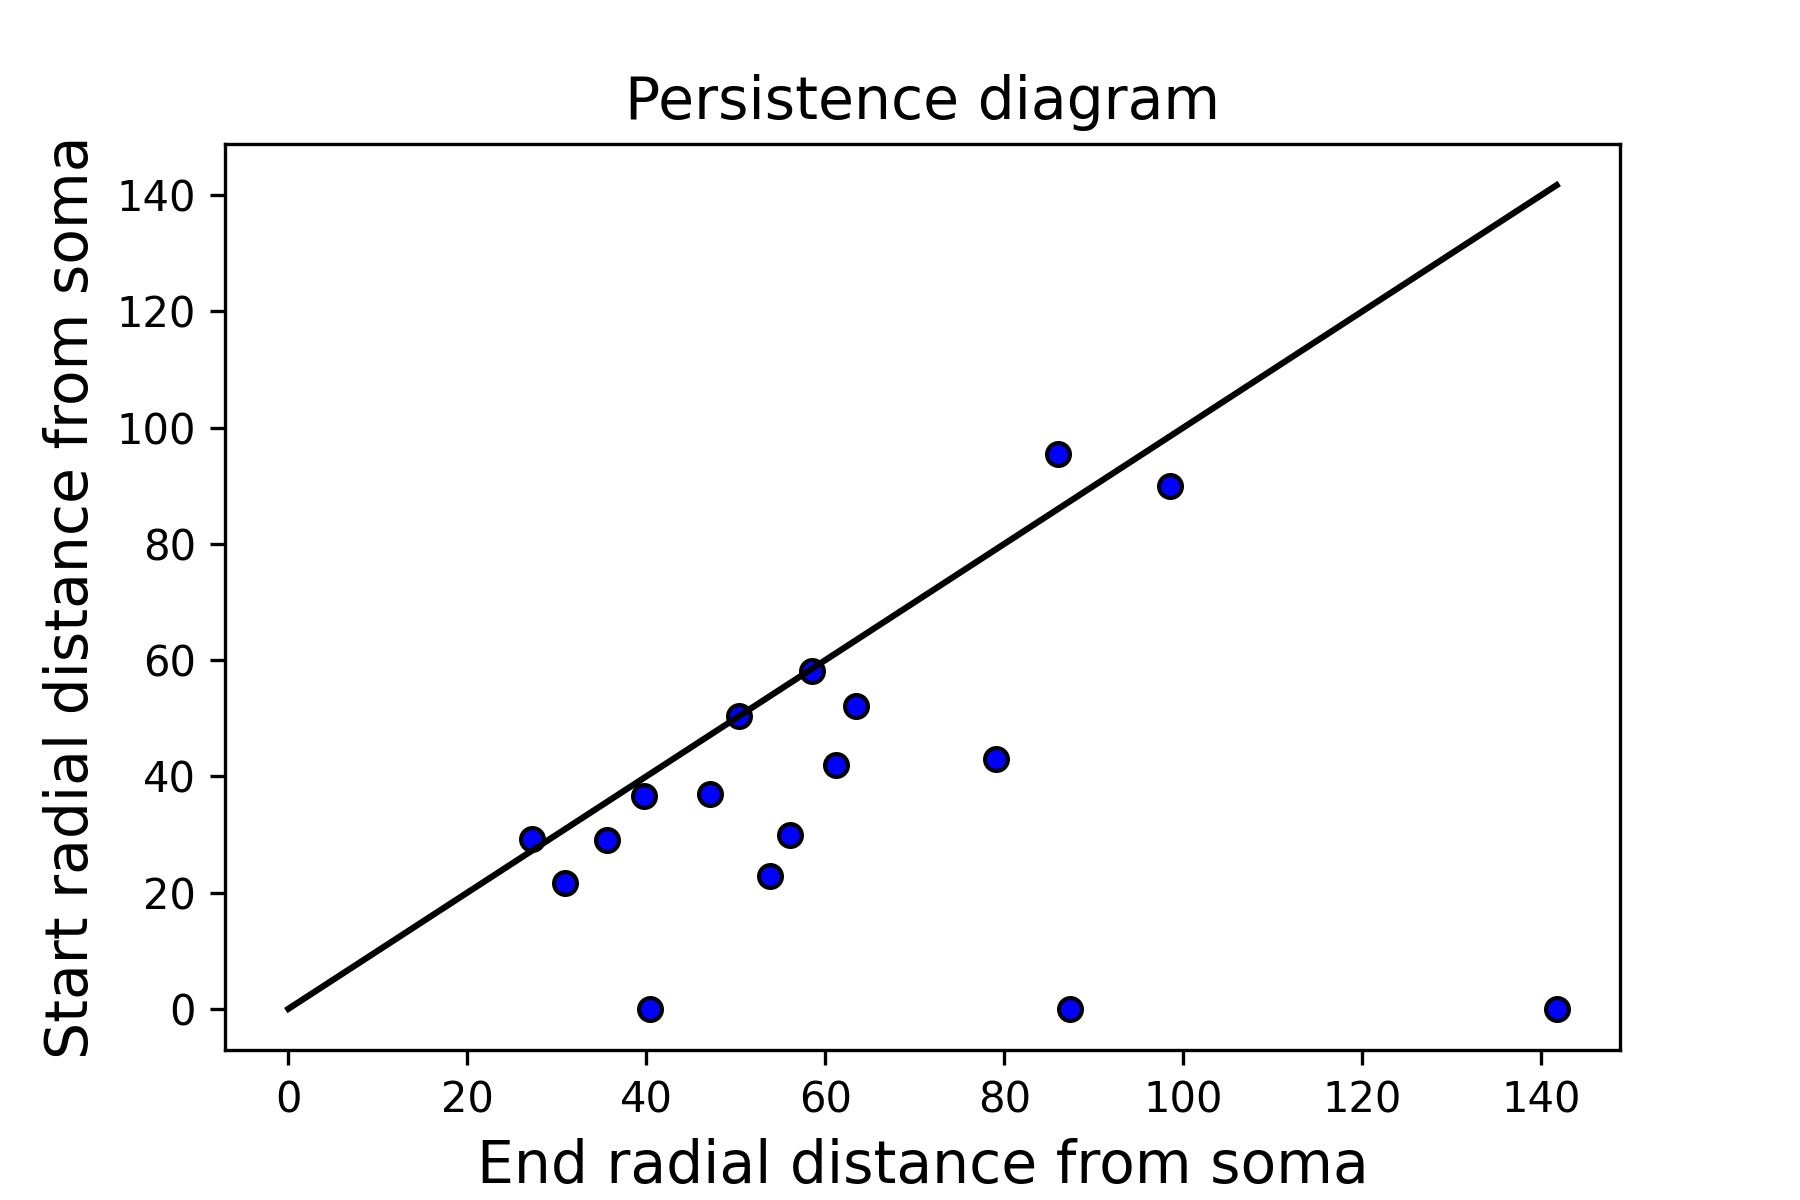 Persistence diagram
Start radial distance from soma
140
120
100
80
60
40
20
0
0 20 40 60 80 100 120 140
End radial distance from soma